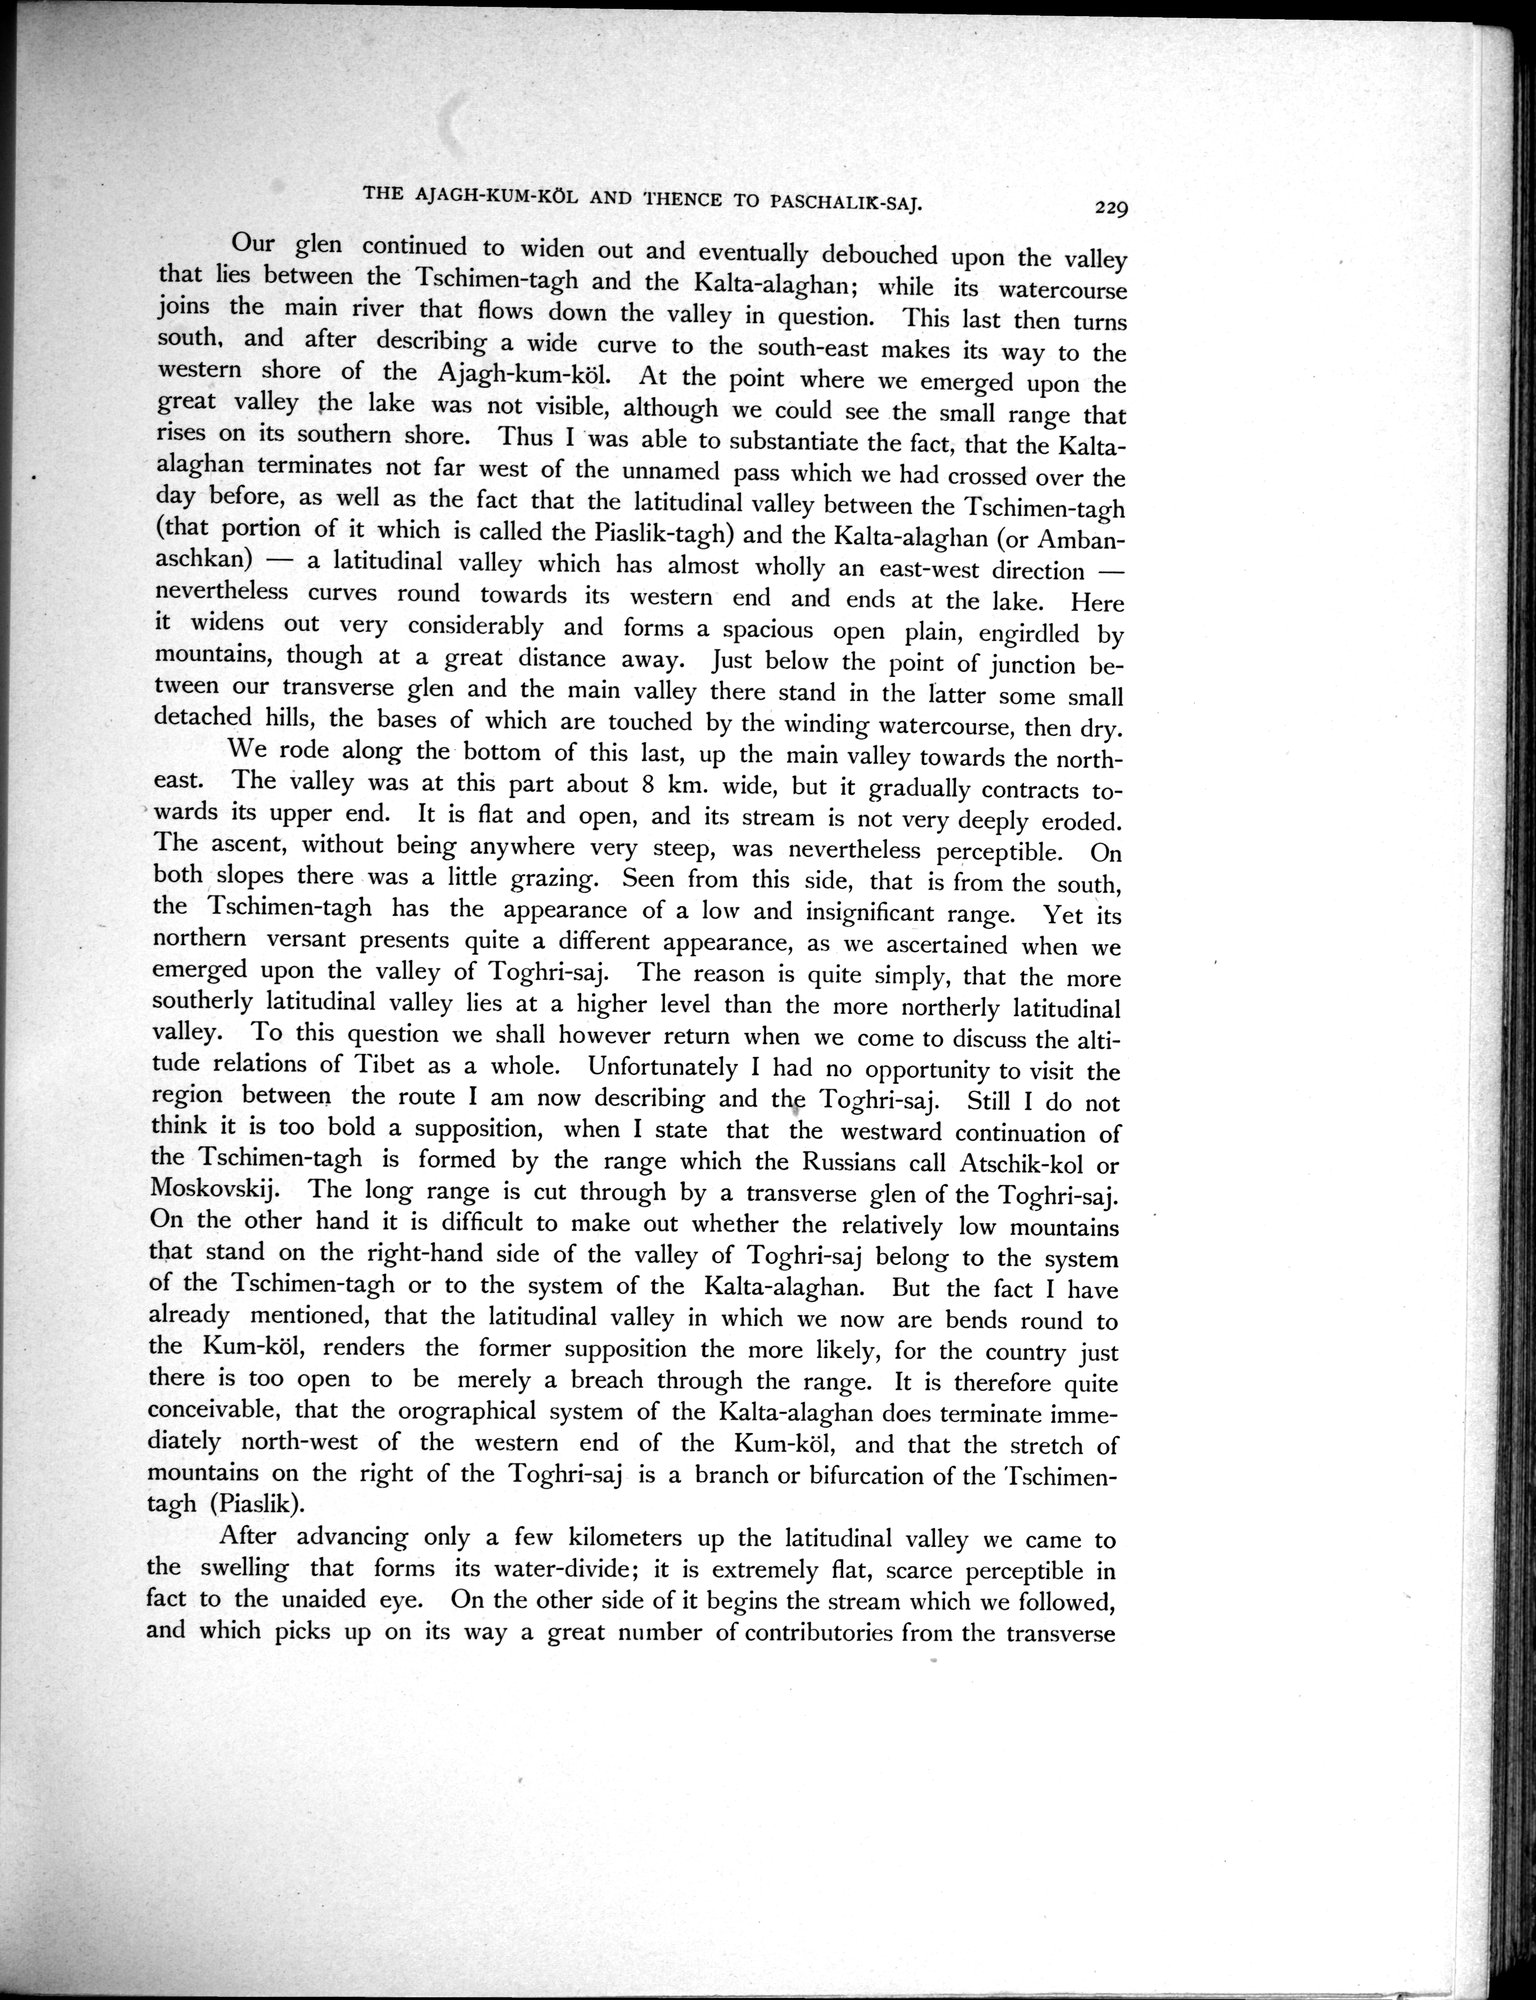 THE AJAGH-KUM-KÖL AND THENCE TO PASCHALIK-SAJ. 229
Our glen continued to widen out and eventually debouched upon the valley
that lies between the Tschimen-tagh and the Kalta-alaghan; while its watercourse
joins the main river that flows down the valley in question. This last then turns
south, and after describing a wide curve to the south-east makes its way to the
western shore of the Ajagh-kum-köl. At the point where we emerged upon the
great valley the lake was not visible, although we could see the small range that
rises on its southern shore. Thus I was able to substantiate the fact, that the Kalta-
alaghan terminates not far west of the unnamed pass which we had crossed over the
day before, as well as the fact that the latitudinal valley between the Tschimen-tagh
(that portion of it which is called the Piaslik-tagh) and the Kalta-alaghan (or Amban-
aschkan) — a latitudinal valley which has almost wholly an east-west direction —
nevertheless curves round towards its western end and ends at the lake. Here
it widens out very considerably and forms a spacious open plain, engirdled by
mountains, though at a great distance away. Just below the point of junction be-
tween our transverse glen and the main valley there stand in the latter some small
detached hills, the bases of which are touched by the winding watercourse, then dry.
We rode along the bottom of this last, up the main valley towards the north-
east. The valley was at this part about 8 km. wide, but it gradually contracts to-
wards its upper end. It is flat and open, and its stream is not very deeply eroded.
The ascent, without being anywhere very steep, was nevertheless perceptible. On
both slopes there was a little grazing. Seen from this side, that is from the south,
the Tschimen-tagh has the appearance of a low and insignificant range. Yet its
northern versant presents quite a different appearance, as we ascertained when we
emerged upon the valley of Toghri-saj. The reason is quite simply, that the more
southerly latitudinal valley lies at a higher level than the more northerly latitudinal
valley. To this question we shall however return when we come to discuss the alti-
tude relations of Tibet as a whole. Unfortunately I had no opportunity to visit the
region between the route I am now describing and the Toghri-saj. Still I do not
think it is too bold a supposition, when I state that the westward continuation of
the Tschimen-tagh is formed by the range which the Russians call Atschik-kol or
Moskovskij. The long range is cut through by a transverse glen of the Toghri-saj.
On the other hand it is difficult to make out whether the relatively low mountains
that stand on the right-hand side of the valley of Toghri-saj belong to the system
of the Tschimen-tagh or to the system of the Kalta-alaghan. But the fact I have
already mentioned, that the latitudinal valley in which we now are bends round to
the Kum-köl, renders the former supposition the more likely, for the country just
there is too open to be merely a breach through the range. It is therefore quite
conceivable, that the orographical system of the Kalta-alaghan does terminate imme-
diately north-west of the western end of the Kum-köl, and that the stretch of
mountains on the right of the Toghri-saj is a branch or bifurcation of the Tschimen-
tagh (Piaslik).
After advancing only a few kilometers up the latitudinal valley we came to
the swelling that forms its water-divide; it is extremely flat, scarce perceptible in
fact to the unaided eye. On the other side of it begins the stream which we followed,
and which picks up on its way a great number of contributories from the transverse